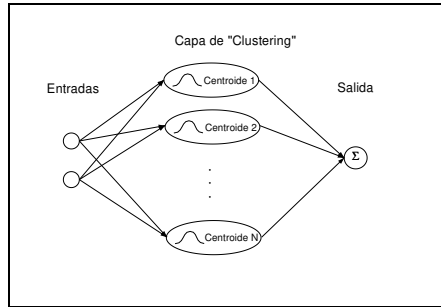 Capa de "Clustering"
Entradas
Salida
Centroide 1
Centroide 2
Σ
.
.
.
Centroide N